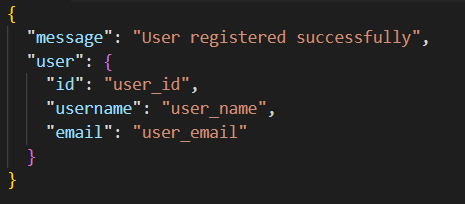 {
  "message": "User registered successfully",
  "user": {
    "id": "user_id",
    "username": "user_name",
    "email": "user_email"
  }
}